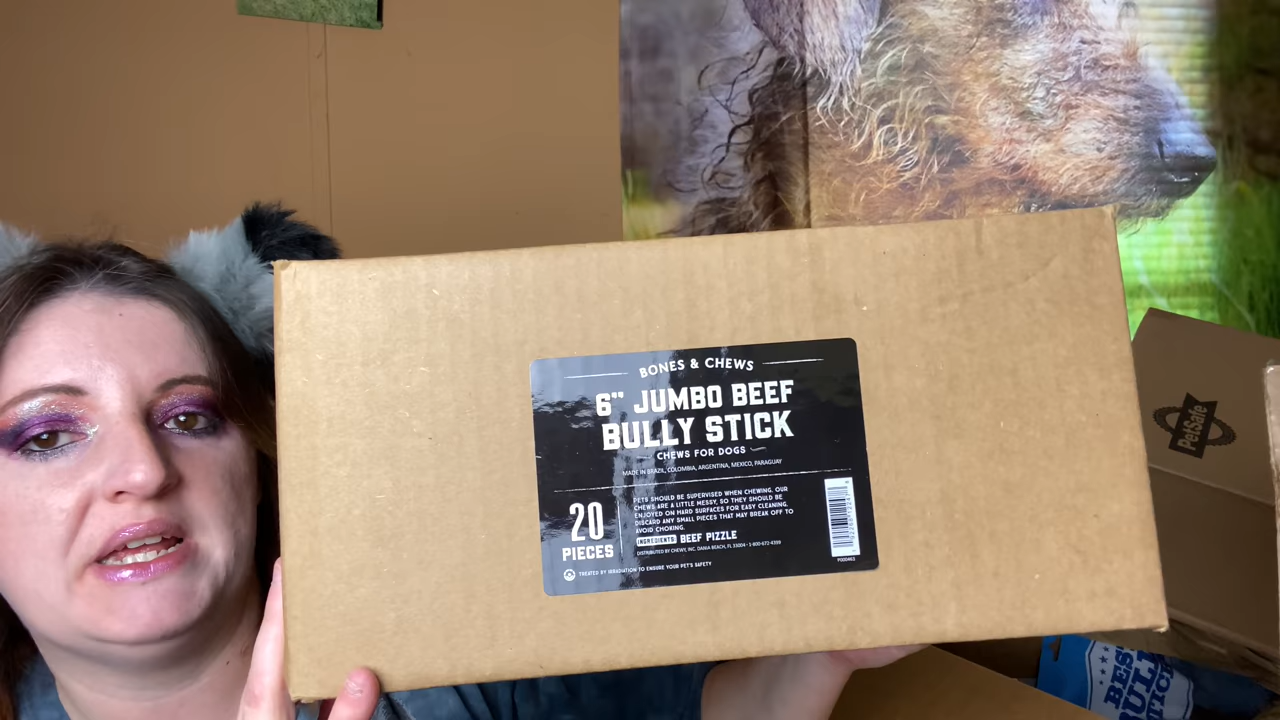 BONES & CHEWS
6" JUMBO BEEF
BULLY STICK
CHEWS FOR DOGS
MADE IN BRAZIL, COLOMBIA, ARGENTINA, MEXICO, PARAGUAY
20
PIECES
PETS SHOULD BE SUPERVISED WHEN CHEWING. OUR
CHEWS ARE A LITTLE MESSY, SO THEY SHOULD BE
ENJOYED ON HARD SURFACES FOR EASY CLEANING.
DISCARD ANY SMALL PIECES THAT MAY BREAK OFF TO
AVOID CHOKING.
INGREDIENTS: BEEF PIZZLE
DISTRIBUTED BY CHEWY, INC. DANIA BEACH, FL 33004 • 1-800-672-4399
TREATED BY IRRADIATION TO ENSURE YOUR PET'S SAFETY
P000463
PetSafe
BES